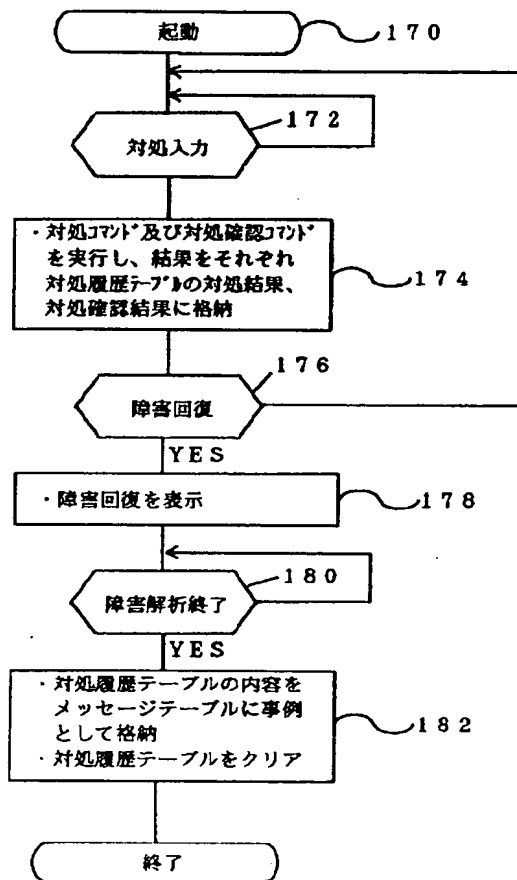 起動
170
172
対処入力
・対処コマンド及び対処確認コマンド
を実行し、結果をそれぞれ
対処履歴テーブルの対処結果、
対処確認結果に格納
174
176
障害回復
YES
・障害回復を表示
178
180
障害解析終了
YES
・対処履歴テーブルの内容を
メッセージテーブルに事例
として格納
・対処履歴テーブルをクリア
182
終了